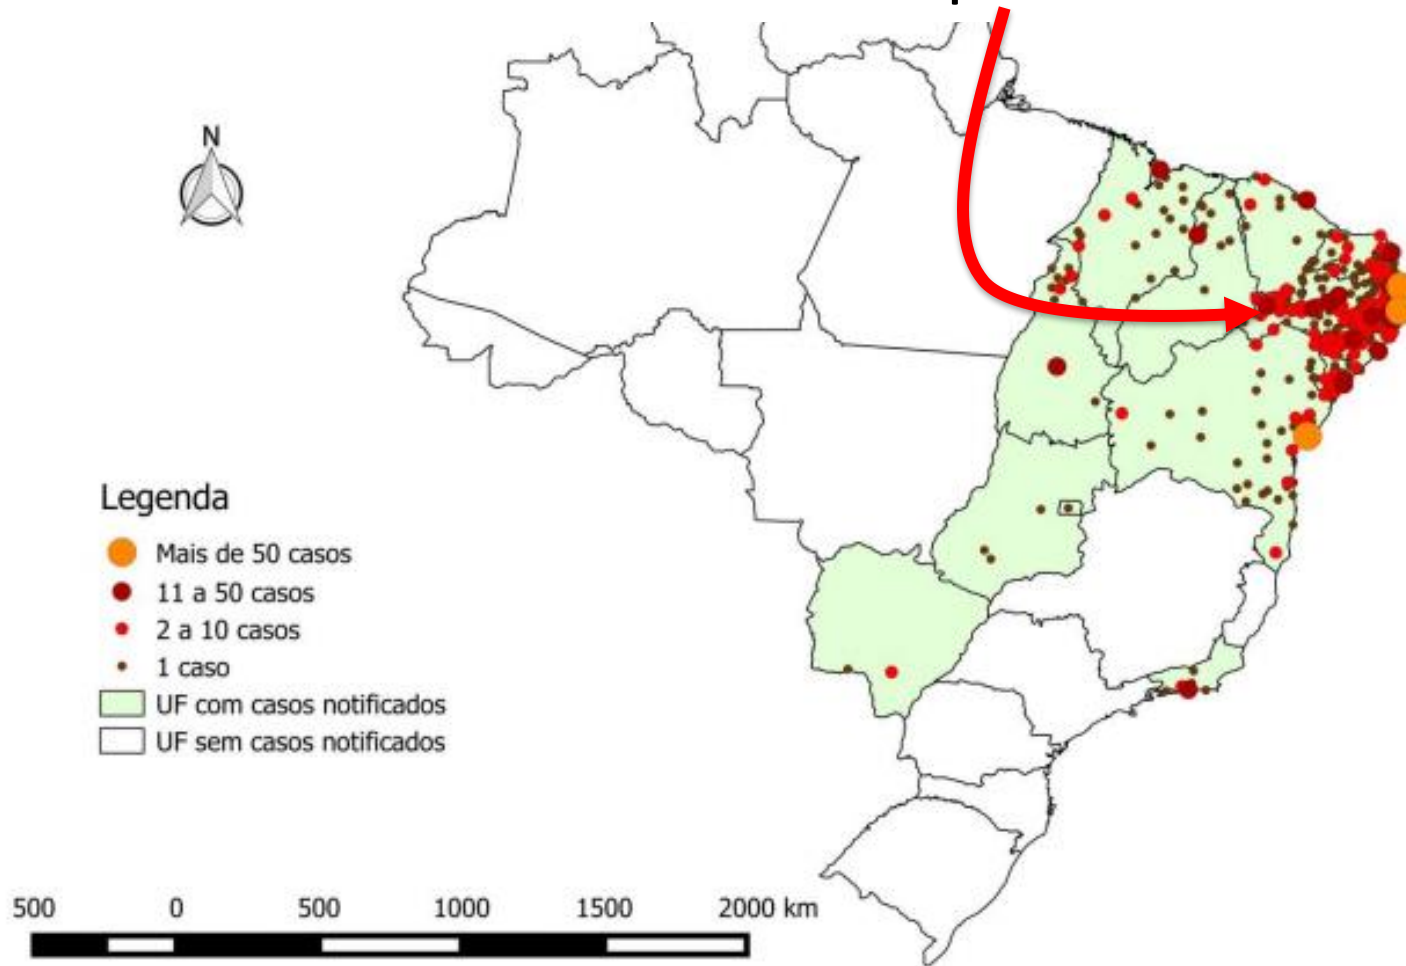 N
Legenda
Mais de 50 casos
11 a 50 casos
2 a 10 casos
1 caso
UF com casos notificados
UF sem casos notificados
500 0 500 1000 1500 2000 km